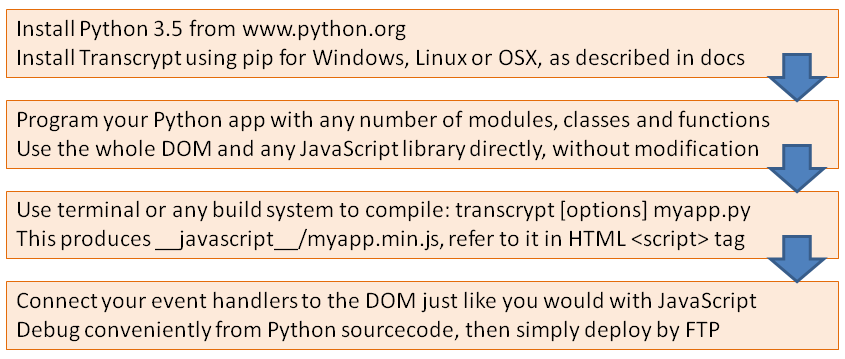 Install Python 3.5 from www.python.org
Install Transcrypt using pip for Windows, Linux or OSX, as described in docs
Program your Python app with any number of modules, classes and functions
Use the whole DOM and any JavaScript library directly, without modification
Use terminal or any build system to compile: transcrypt [options] myapp.py
This produces __javascript__/myapp.min.js, refer to it in HTML <script> tag
Connect your event handlers to the DOM just like you would with JavaScript
Debug conveniently from Python sourcecode, then simply deploy by FTP